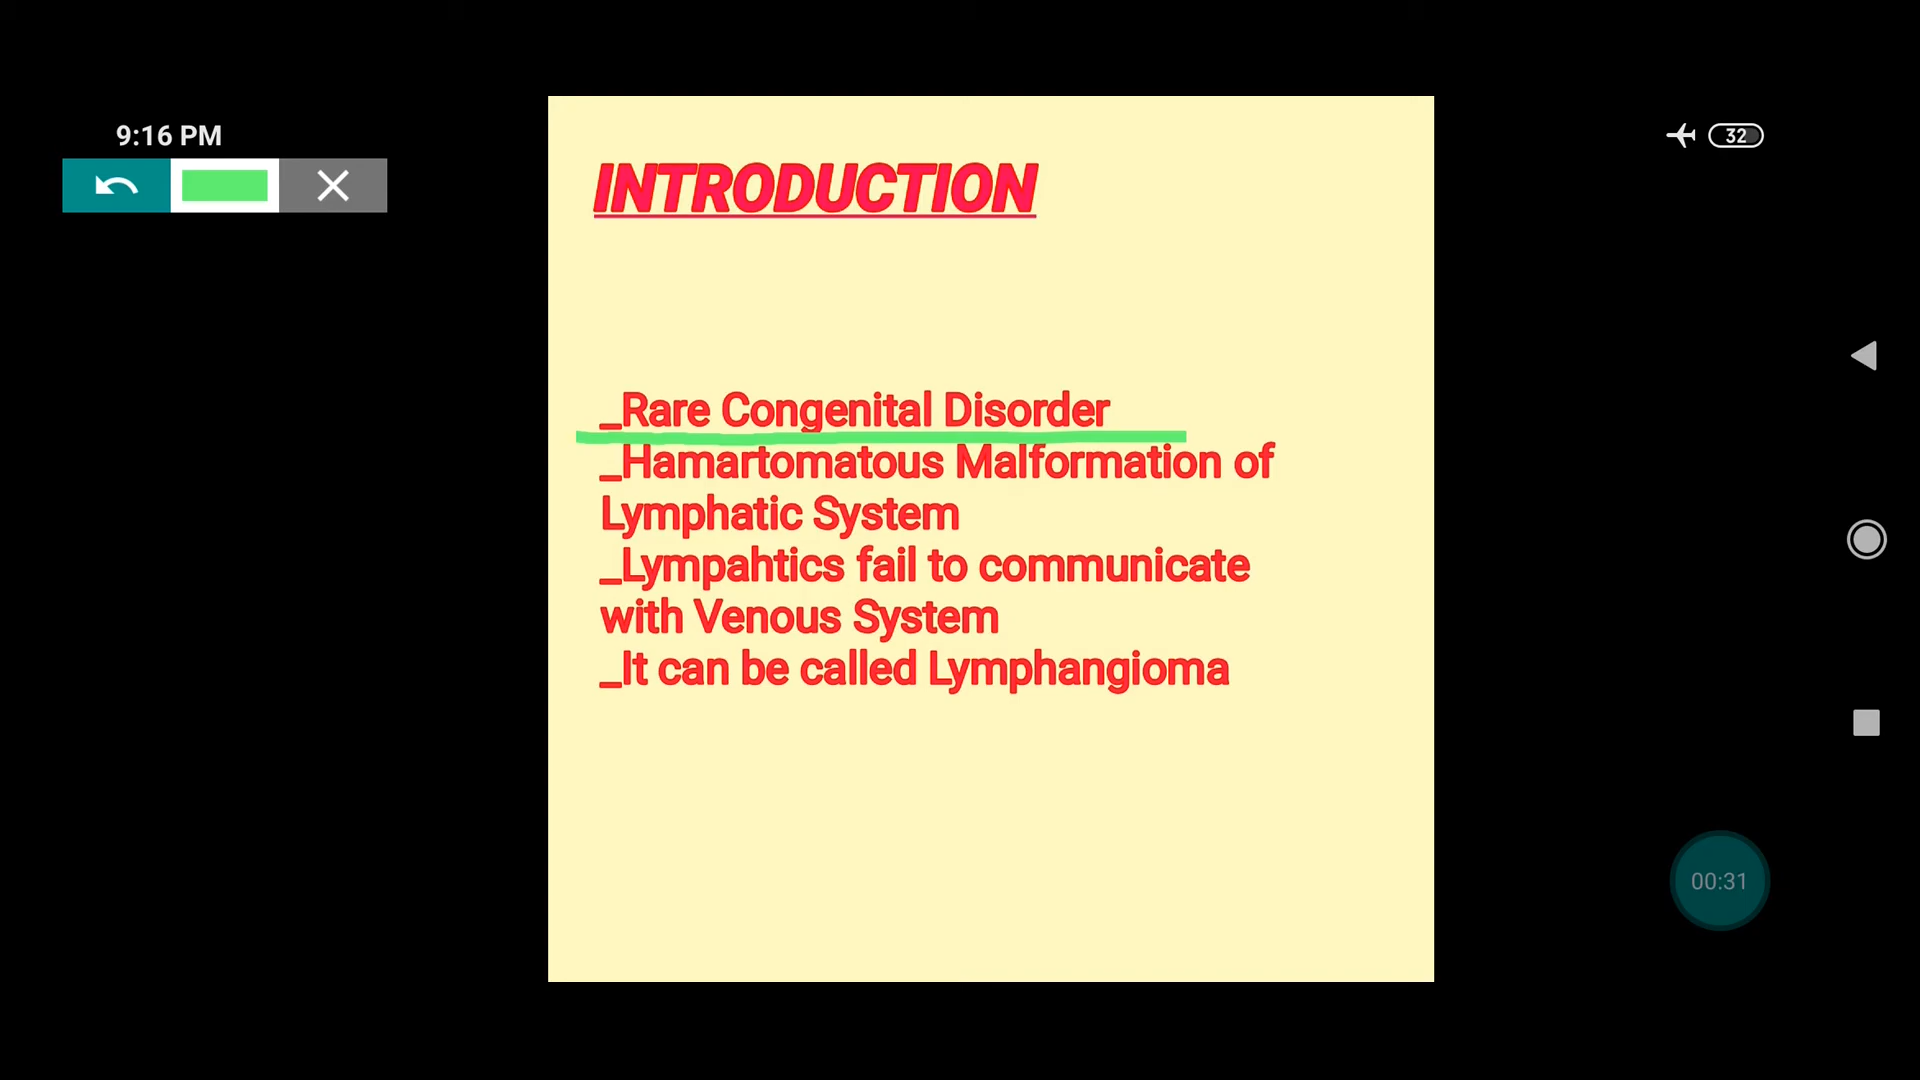 9:16 PM
32
INTRODUCTION
_Rare Congenital Disorder
_Hamartomatous Malformation of
Lymphatic System
_Lympahtics fail to communicate
with Venous System
_It can be called Lymphangioma
00:31